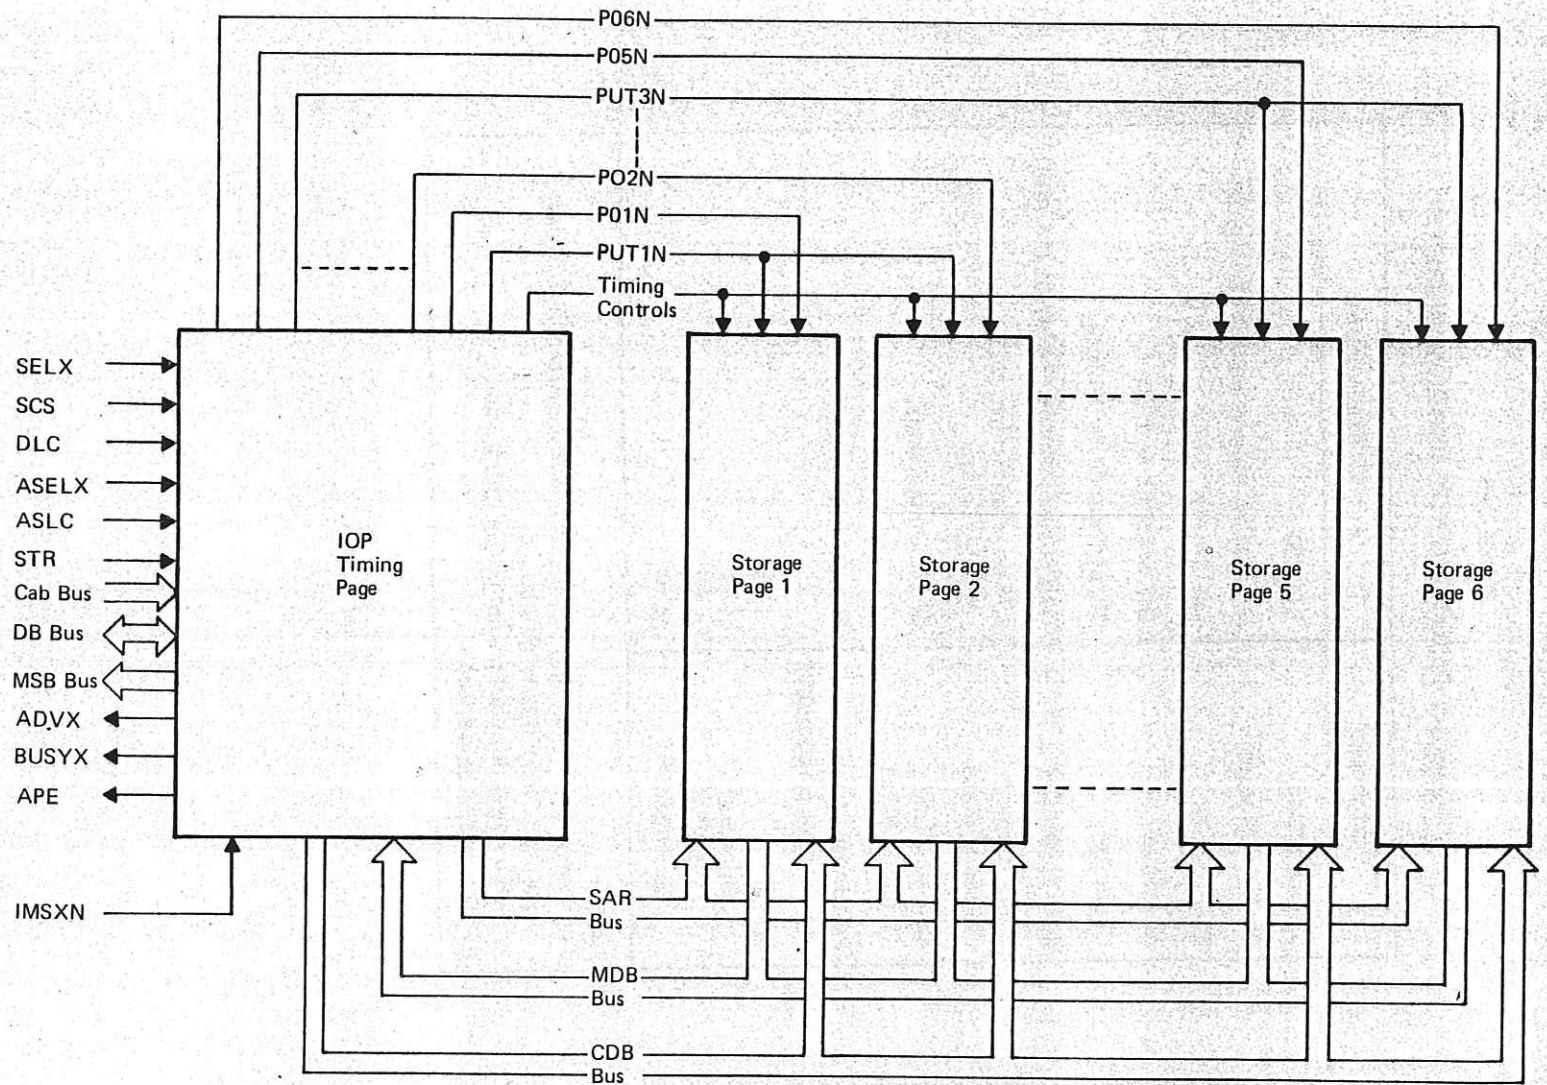 P06N
P05N
PUT3N
PO2N
P01N
PUT1N
Timing
Controls
SELX
SCS
DLC
ASELX
ASLC
STR
Cab Bus
DB Bus
MSB Bus
ADVX
BUSYX
APE
IMSXN
IOP
Timing
Page
Storage
Page 1
Storage
Page 2
Storage
Page 5
Storage
Page 6
SAR
Bus
MDB
Bus
CDB
Bus